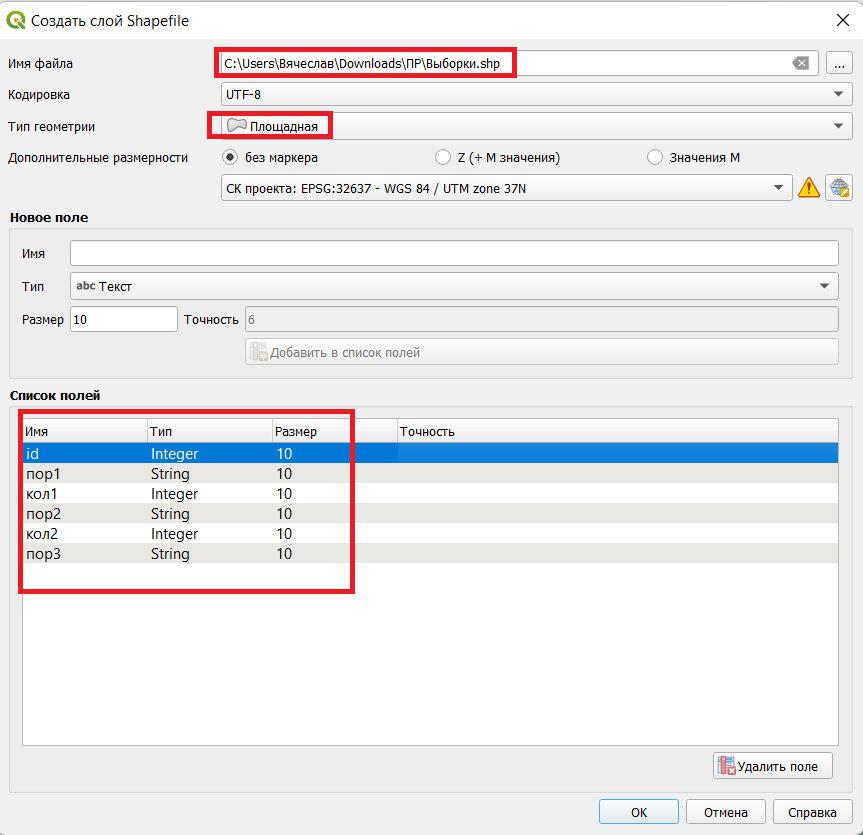 Создать слой Shapefile
Имя файла C:\Users\Вячеслав\Downloads\ПР\Выборки.shp ...
Кодировка UTF-8
Тип геометрии Площадная
Дополнительные размерности без маркера Z (+ M значения) Значения M
СК проекта: EPSG:32637 - WGS 84 / UTM zone 37N
Новое поле
Имя
Тип abc Текст
Размер 10 Точность 6
Добавить в список полей
Список полей
Имя Тип Размер Точность
id Integer 10
пор1 String 10
кол1 Integer 10
пор2 String 10
кол2 Integer 10
пор3 String 10
Удалить поле
OK Отмена Справка